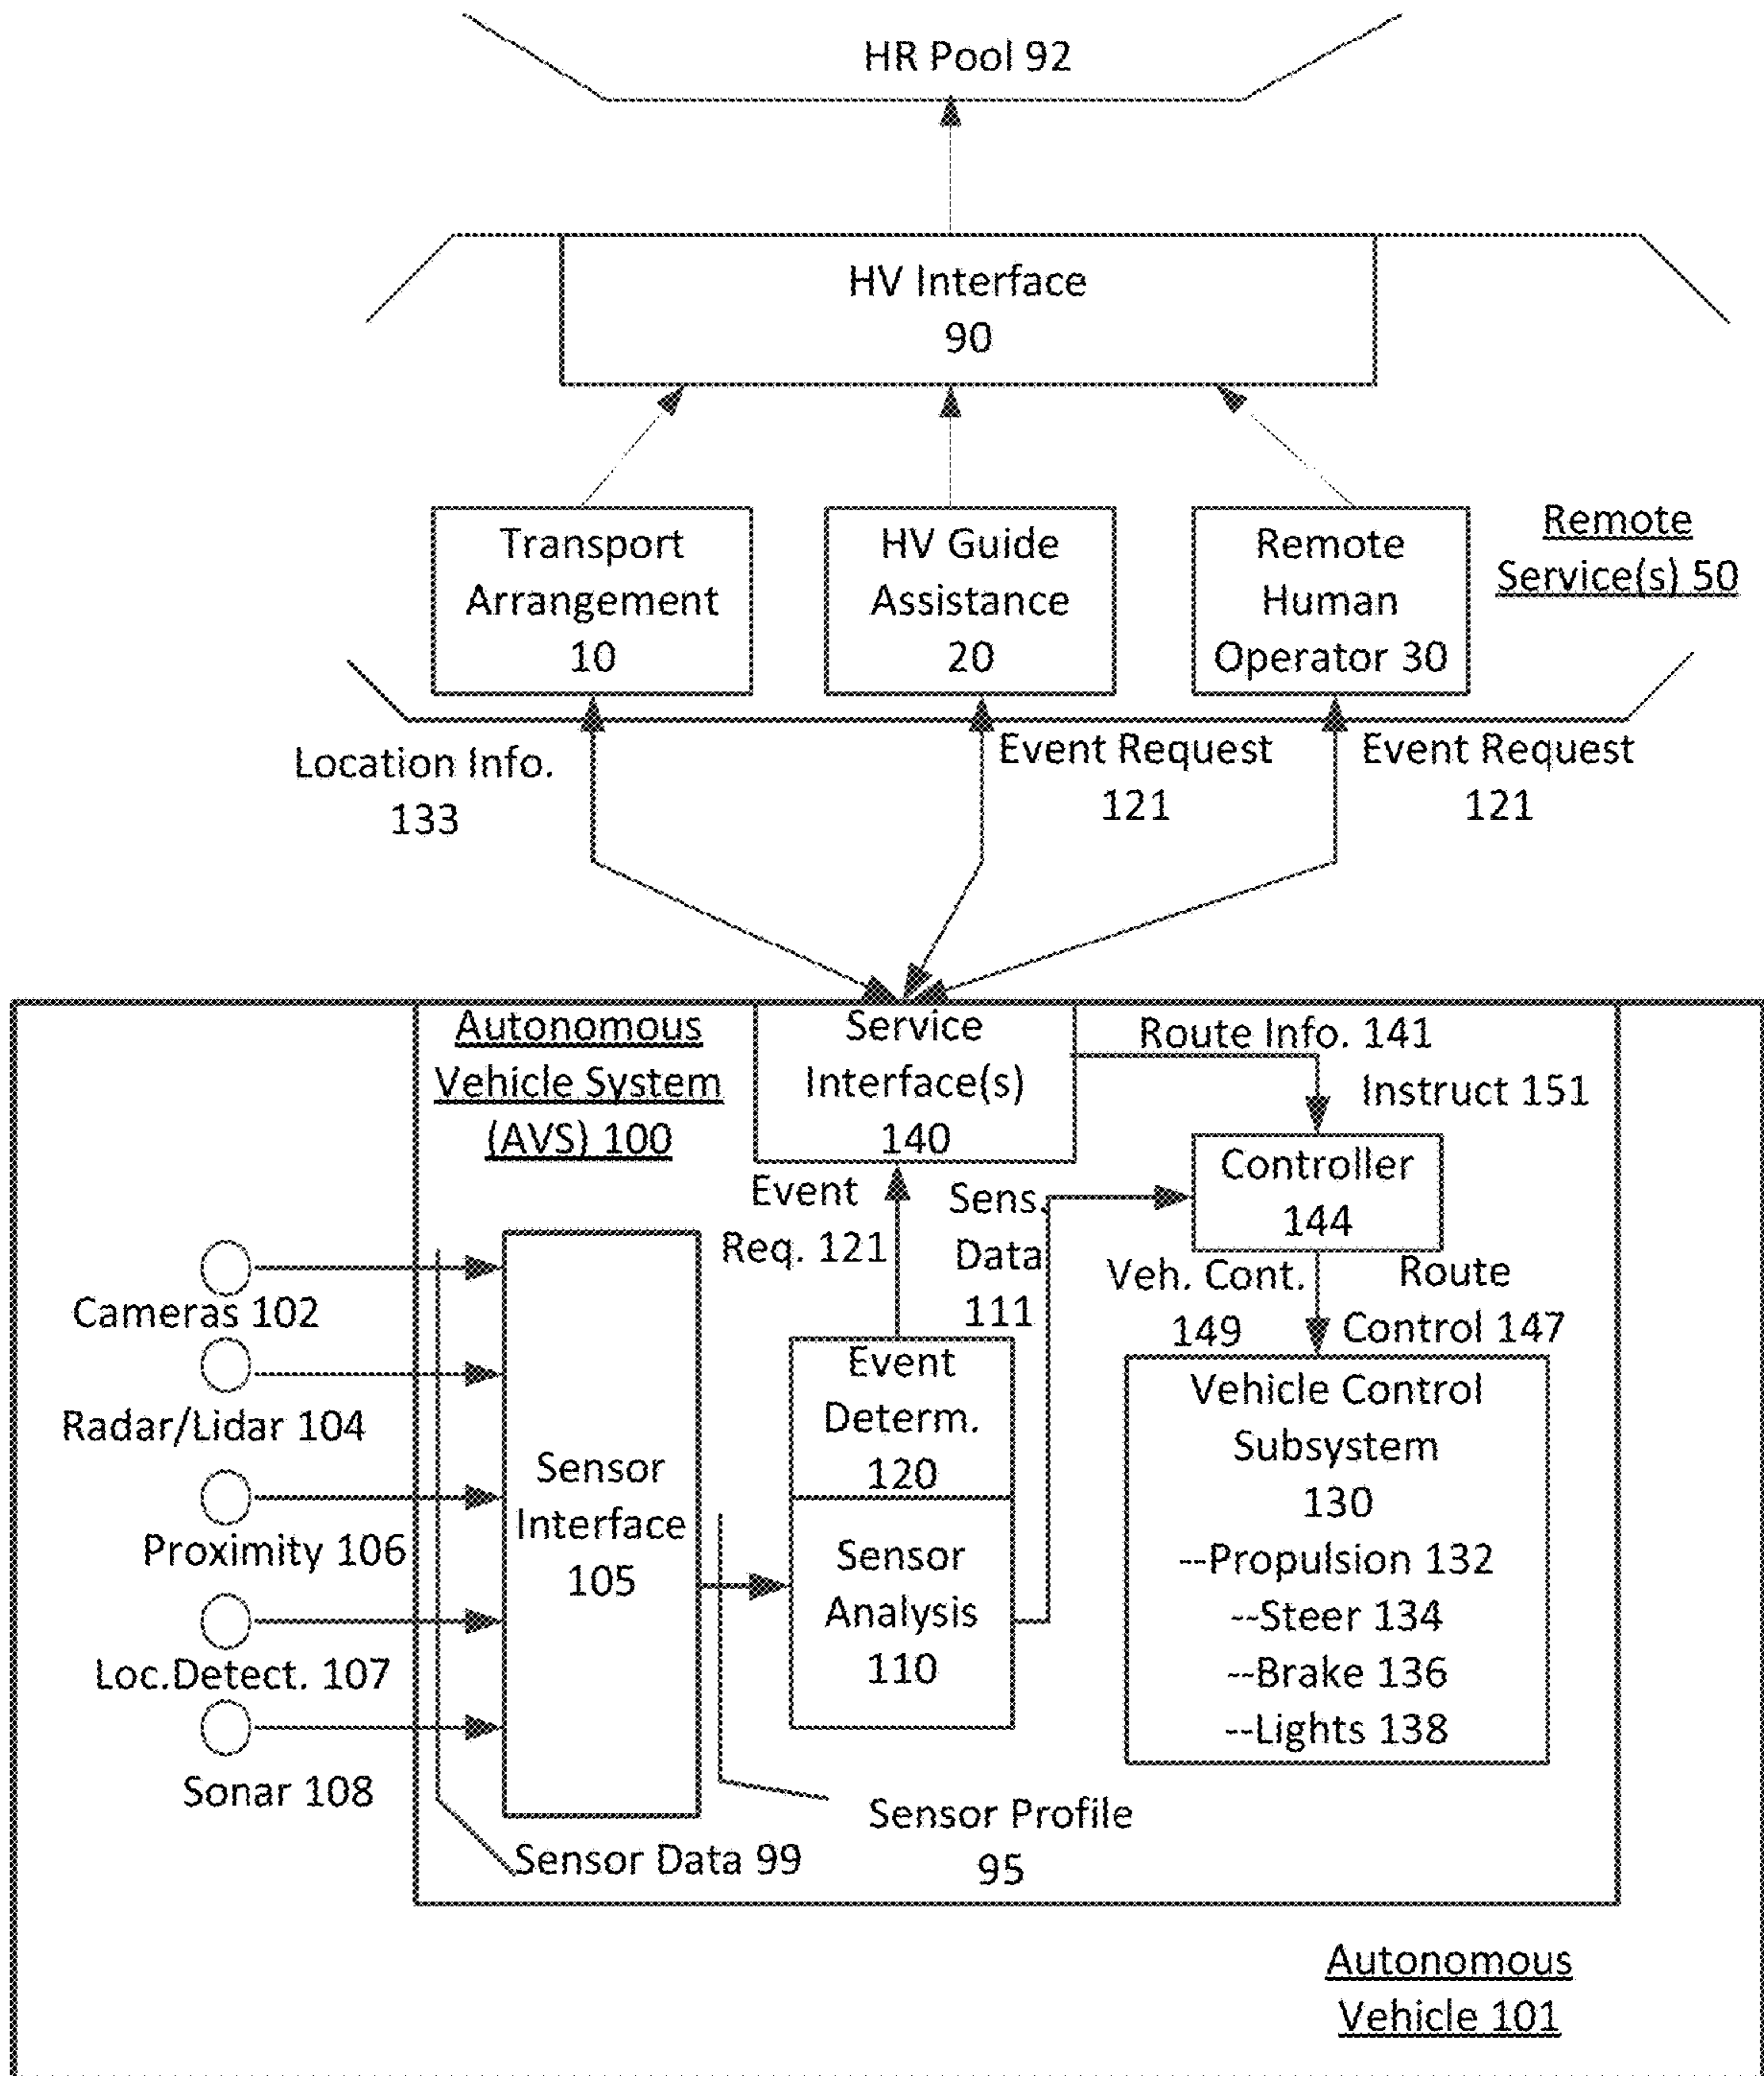 HR Pool 92
HV Interface
90
Transport
Arrangement
10
HV Guide
Assistance
20
Remote
Human
Operator 30
Remote
Service(s) 50
Location Info.
133
Event Request
121
Event Request
121
Autonomous
Vehicle System
(AVS) 100
Service
Interface(s)
140
Route Info. 141
Instruct 151
Controller
144
Event
Req. 121
Sens.
Data
111
Veh. Cont.
149
Route
Control 147
Cameras 102
Radar/Lidar 104
Proximity 106
Loc.Detect. 107
Sonar 108
Sensor
Interface
105
Event
Determ.
120
Sensor
Analysis
110
Vehicle Control
Subsystem
130
--Propulsion 132
--Steer 134
--Brake 136
--Lights 138
Sensor Data 99
Sensor Profile
95
Autonomous
Vehicle 101